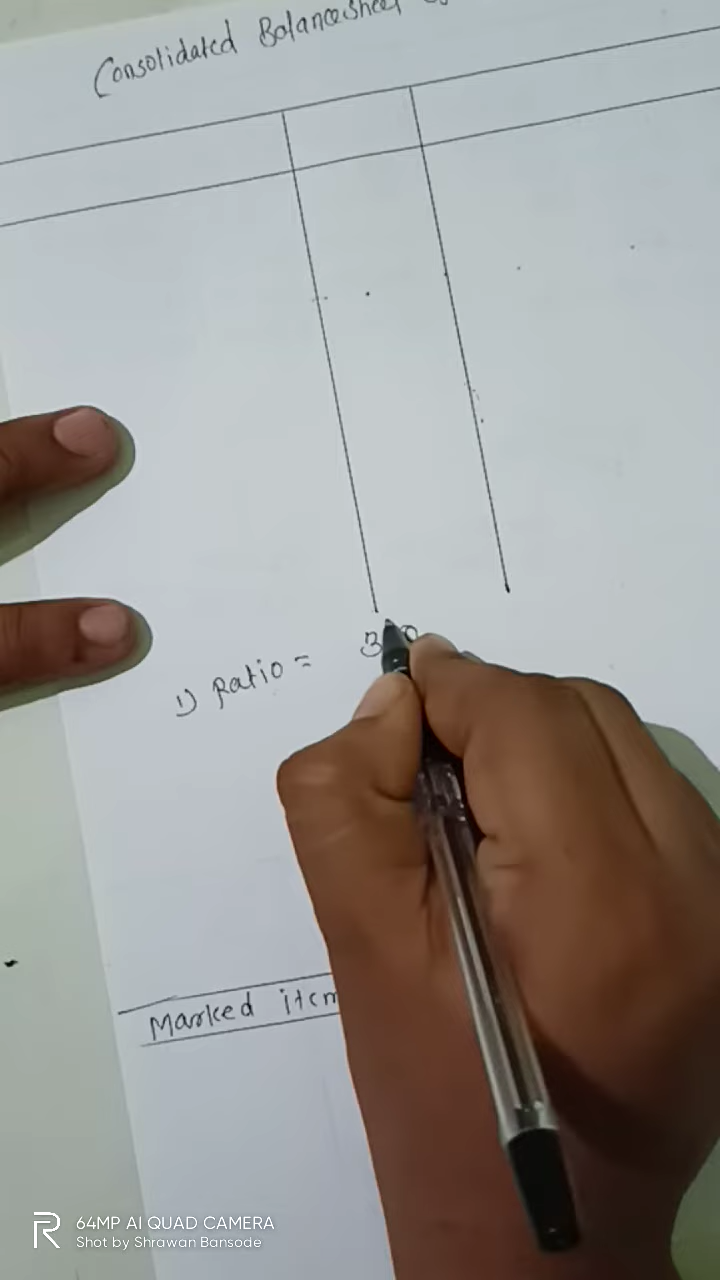 Consolidated Balancesheet
1) Ratio =
Marked item
64MP AI QUAD CAMERA
Shot by Shrawan Bansode